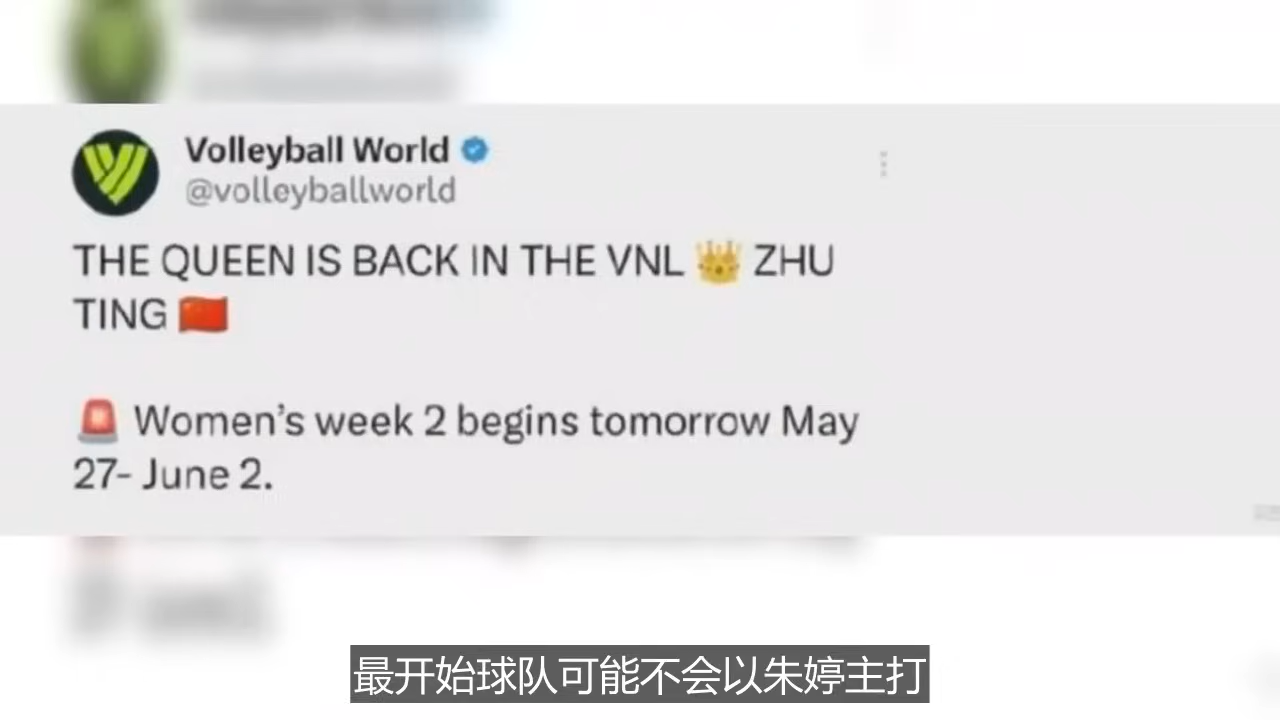 Volleyball World
@volleyballworld
THE QUEEN IS BACK IN THE VNL 👑 ZHU
TING 🇨🇳
🚨 Women's week 2 begins tomorrow May
27- June 2.
最开始球队可能不会以朱婷主打